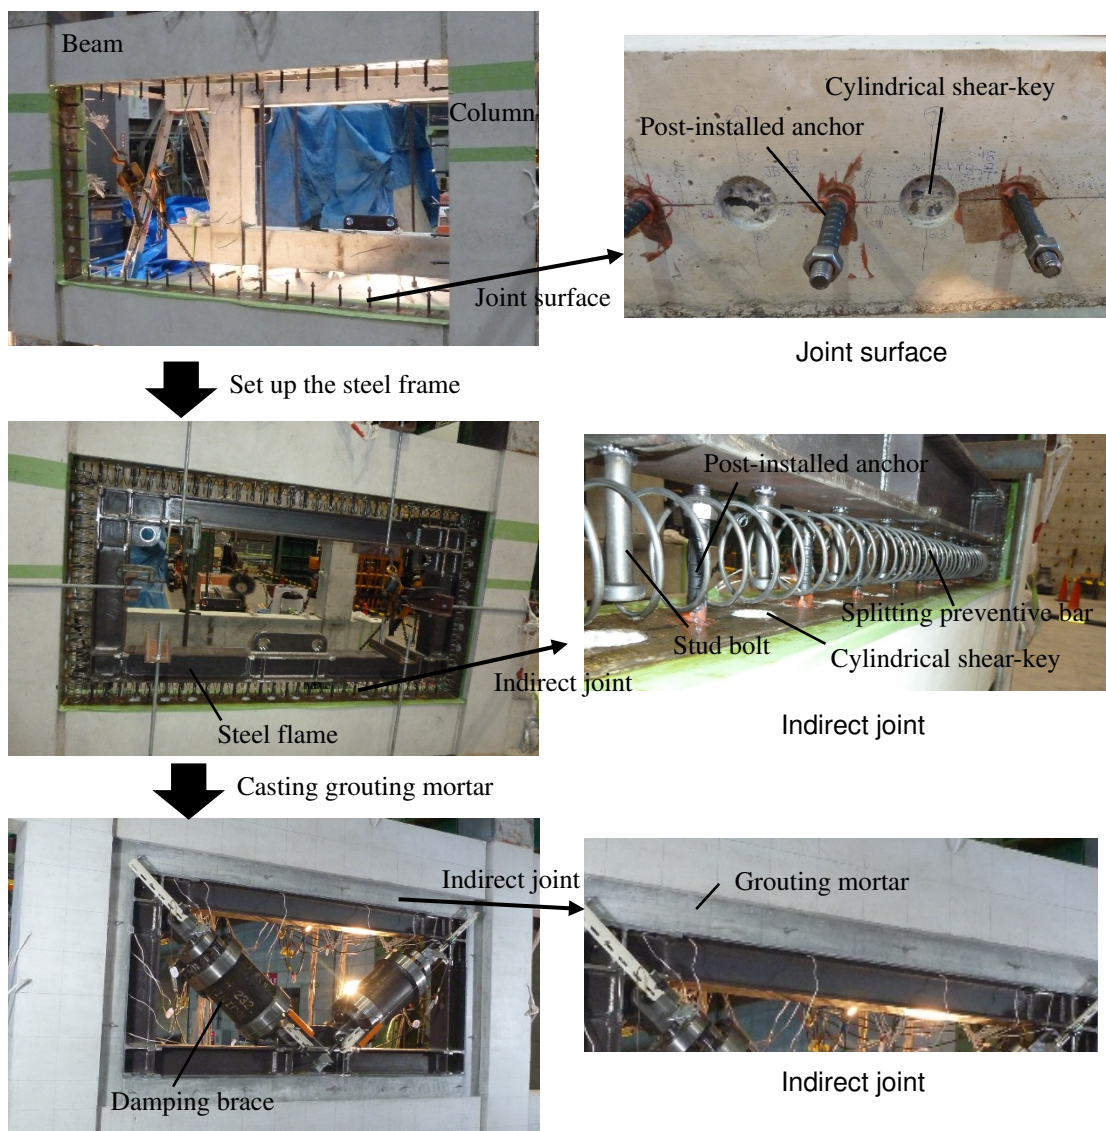 Beam
Column
Joint surface
Cylindrical shear-key
Post-installed anchor
Joint surface
Set up the steel frame
Steel flame
Indirect joint
Post-installed anchor
Splitting preventive bar
Stud bolt
Cylindrical shear-key
Indirect joint
Casting grouting mortar
Indirect joint
232
Damping brace
Grouting mortar
Indirect joint